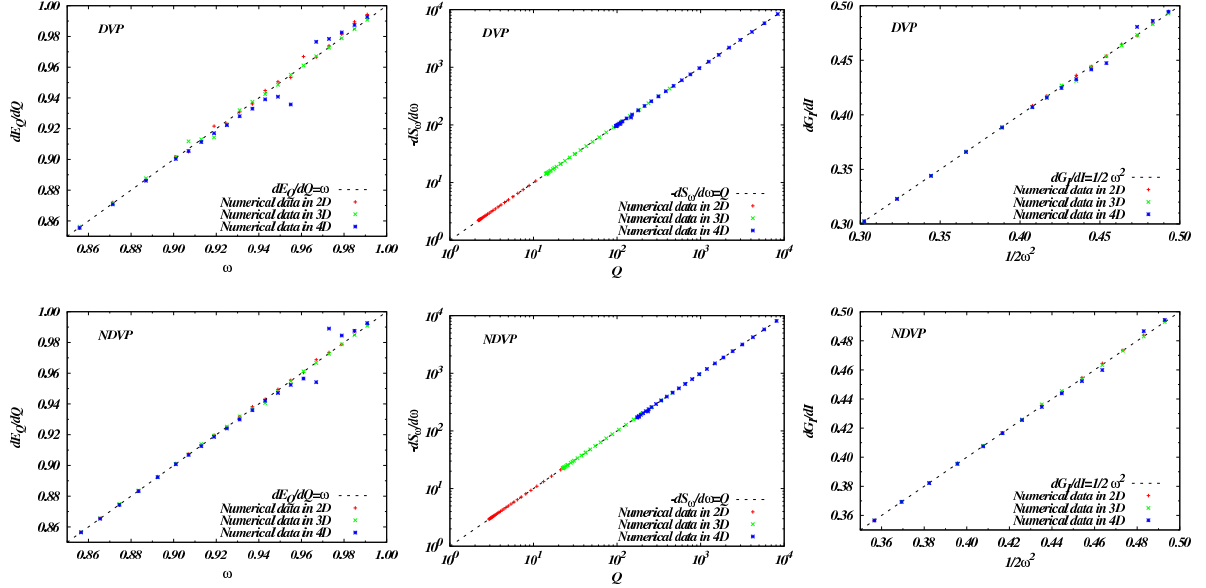 1.00
0.98
0.96
0.94
0.92
0.90
0.88
0.86
dE_Q/dQ
DVP
dE_Q/dQ=ω
Numerical data in 2D
Numerical data in 3D
Numerical data in 4D
0.86 0.88 0.90 0.92 0.94 0.96 0.98 1.00
ω
10^4
10^3
10^2
10^1
10^0
-dS_ω/dω
DVP
-dS_ω/dω=Q
Numerical data in 2D
Numerical data in 3D
Numerical data in 4D
10^0 10^1 10^2 10^3 10^4
Q
0.50
0.45
0.40
0.35
0.30
dG_I/dI
DVP
dG_I/dI=1/2 ω^2
Numerical data in 2D
Numerical data in 3D
Numerical data in 4D
0.30 0.35 0.40 0.45 0.50
1/2ω^2
1.00
0.98
0.96
0.94
0.92
0.90
0.88
0.86
dE_Q/dQ
NDVP
dE_Q/dQ=ω
Numerical data in 2D
Numerical data in 3D
Numerical data in 4D
0.86 0.88 0.90 0.92 0.94 0.96 0.98 1.00
ω
10^4
10^3
10^2
10^1
10^0
-dS_ω/dω
NDVP
-dS_ω/dω=Q
Numerical data in 2D
Numerical data in 3D
Numerical data in 4D
10^0 10^1 10^2 10^3 10^4
Q
0.50
0.48
0.46
0.44
0.42
0.40
0.38
0.36
dG_I/dI
NDVP
dG_I/dI=1/2 ω^2
Numerical data in 2D
Numerical data in 3D
Numerical data in 4D
0.36 0.38 0.40 0.42 0.44 0.46 0.48 0.50
1/2ω^2